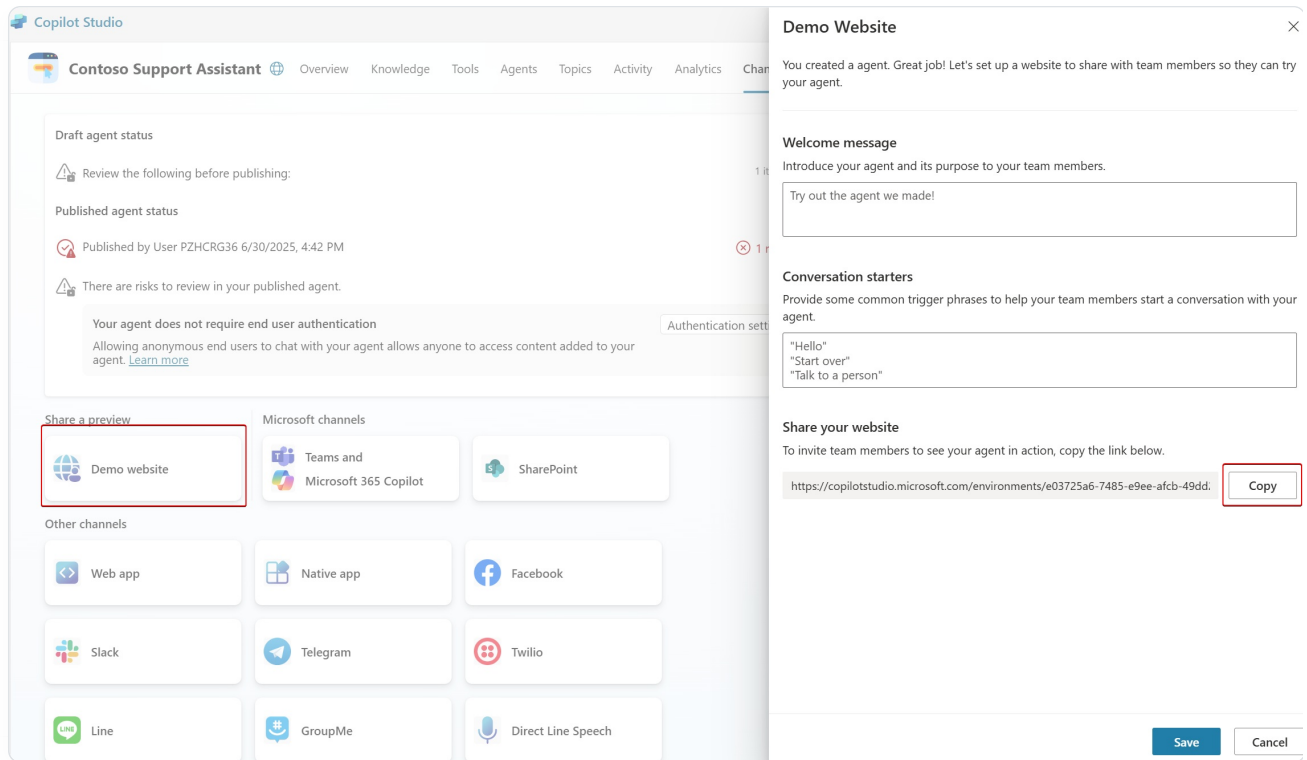 Copilot Studio
Contoso Support Assistant Overview Knowledge Tools Agents Topics Activity Analytics
Draft agent status
Review the following before publishing:
1
Published agent status
Published by User PZHCRG36 6/30/2025, 4:42 PM
1
There are risks to review in your published agent.
Your agent does not require end user authentication
Authentication
Allowing anonymous end users to chat with your agent allows anyone to access content added to your
agent. Learn more
Share a preview
Microsoft channels
Demo website
Teams and
Microsoft 365 Copilot
SharePoint
Other channels
Web app
Native app
Facebook
Slack
Telegram
Twilio
LINE
Line
GroupMe
Direct Line Speech
Demo Website
You created a agent. Great job! Let's set up a website to share with team members so they can try
your agent.
Welcome message
Introduce your agent and its purpose to your team members.
Try out the agent we made!
Conversation starters
Provide some common trigger phrases to help your team members start a conversation with your
agent.
"Hello"
"Start over"
"Talk to a person"
Share your website
To invite team members to see your agent in action, copy the link below.
https://copilotstudio.microsoft.com/environments/e03725a6-7485-e9ee-afcb-49dd
Copy
Save
Cancel